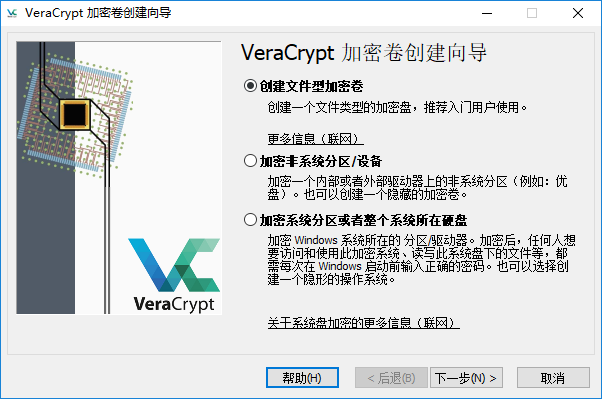 VeraCrypt 加密卷创建向导
VeraCrypt 加密卷创建向导
创建文件型加密卷
创建一个文件类型的加密盘，推荐入门用户使用。
更多信息（联网）
加密非系统分区/设备
加密一个内部或者外部驱动器上的非系统分区（例如：优
盘）。也可以创建一个隐藏的加密卷。
加密系统分区或者整个系统所在硬盘
加密 Windows 系统所在的 分区/驱动器。加密后，任何人想
要访问和使用此加密系统、读写此系统盘下的文件等，都
需每次在 Windows 启动前输入正确的密码。也可以选择创
建一个隐形的操作系统。
关于系统盘加密的更多信息（联网）
VeraCrypt
帮助(H)
< 后退(B)
下一步(N) >
取消